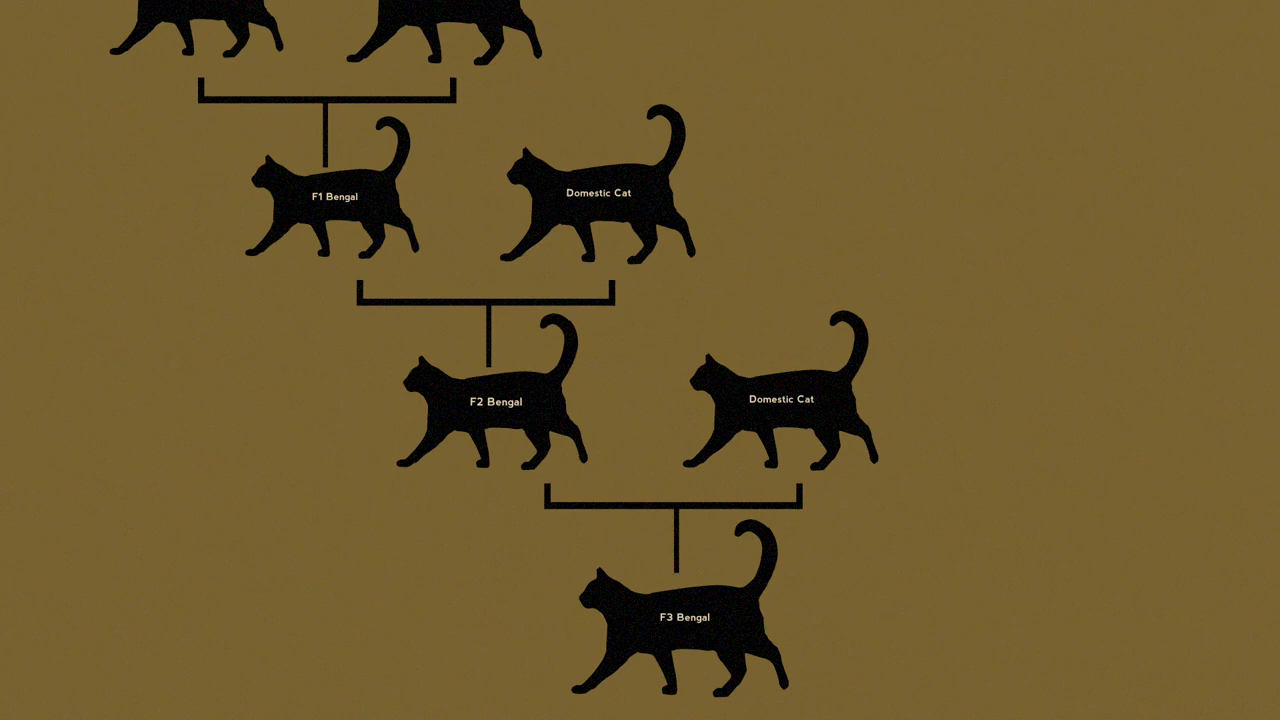 F1 Bengal
Domestic Cat
F2 Bengal
Domestic Cat
F3 Bengal